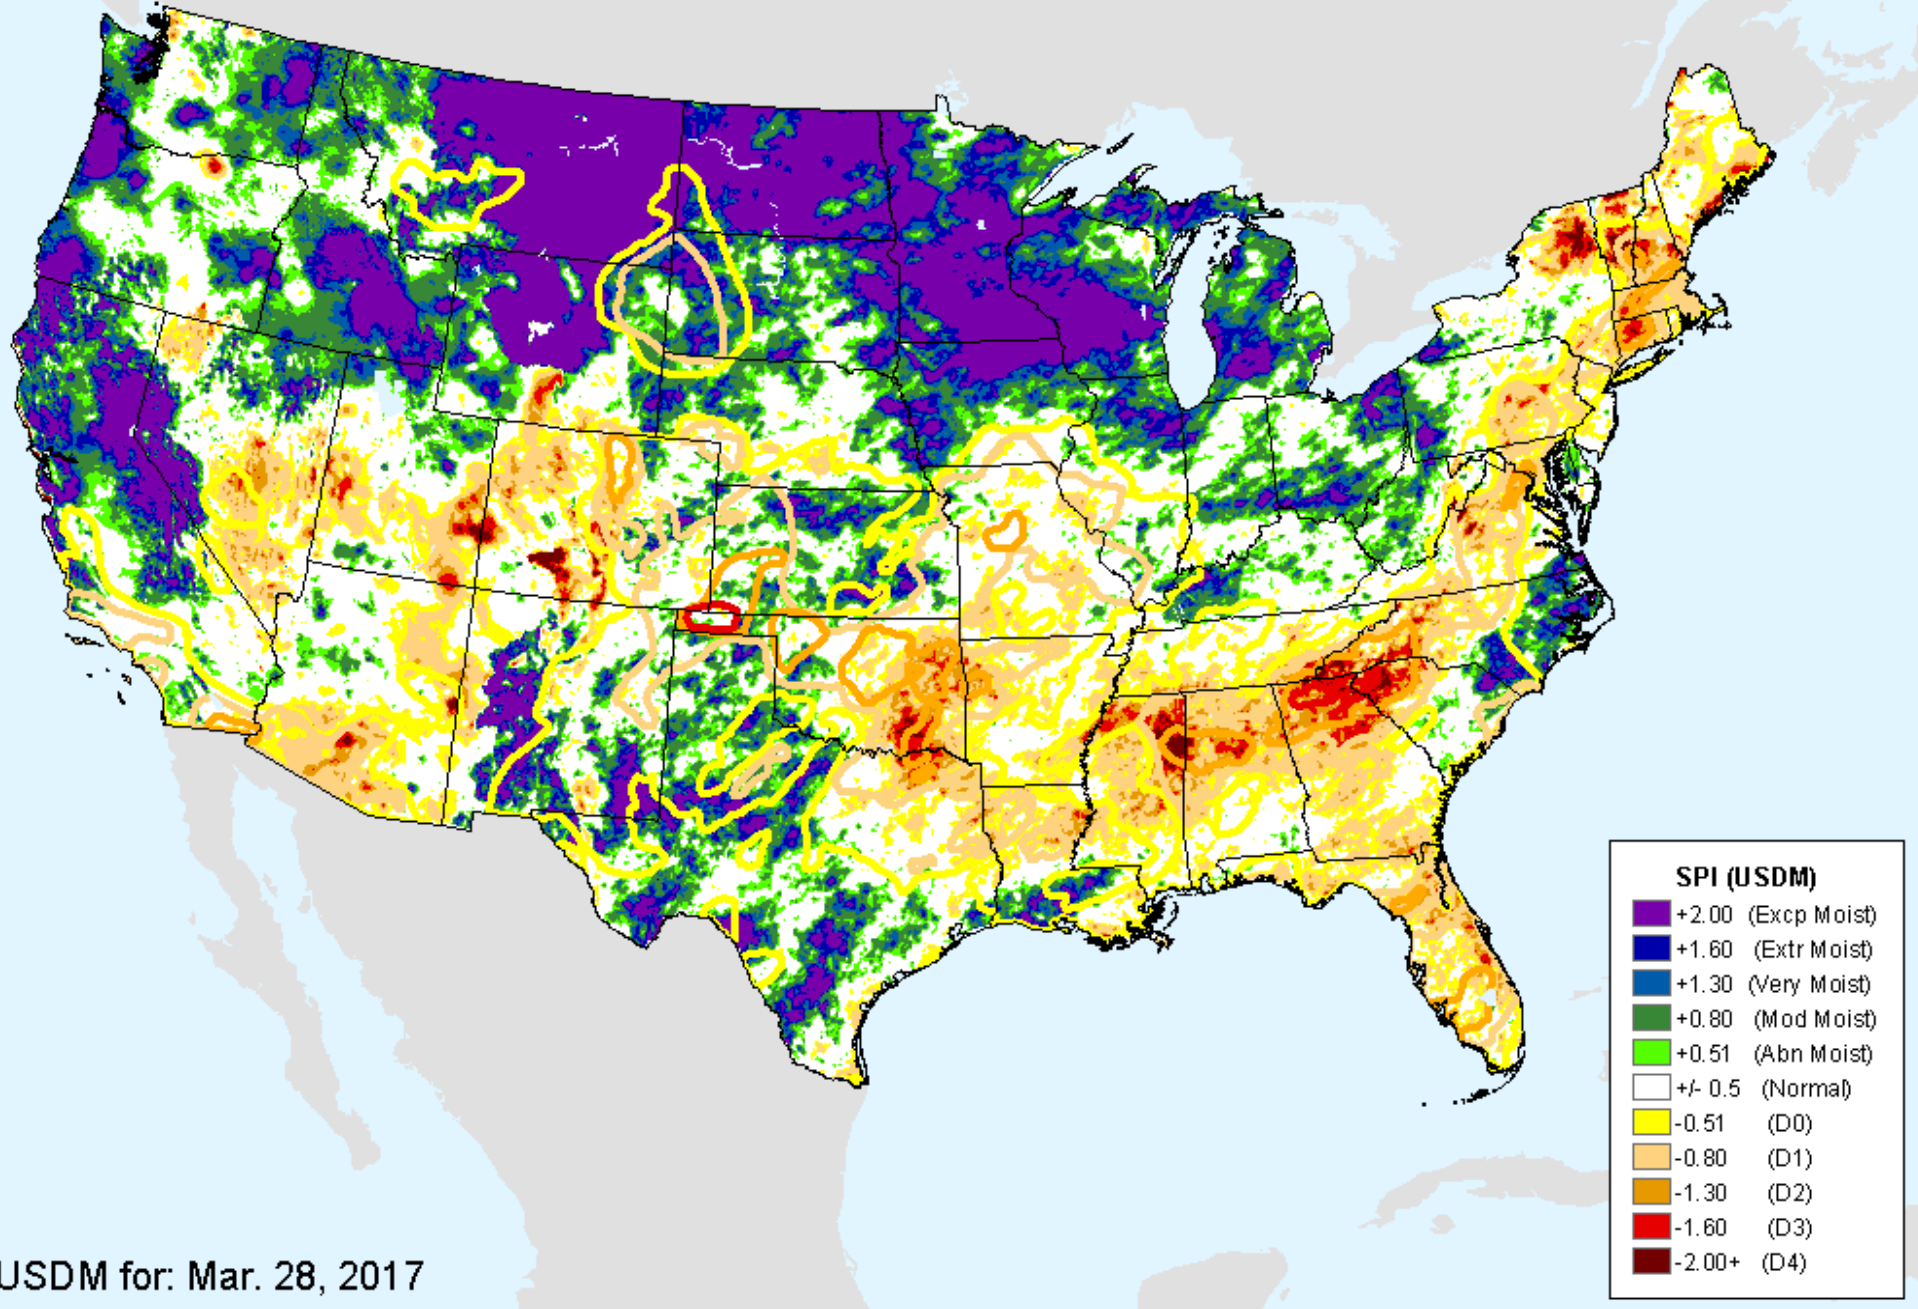 SPI (USDM)
+2.00 (Excp Moist)
+1.60 (Extr Moist)
+1.30 (Very Moist)
+0.80 (Mod Moist)
+0.51 (Abn Moist)
+/- 0.5 (Normal)
-0.51 (D0)
-0.80 (D1)
-1.30 (D2)
-1.60 (D3)
-2.00+ (D4)
USDM for: Mar. 28, 2017